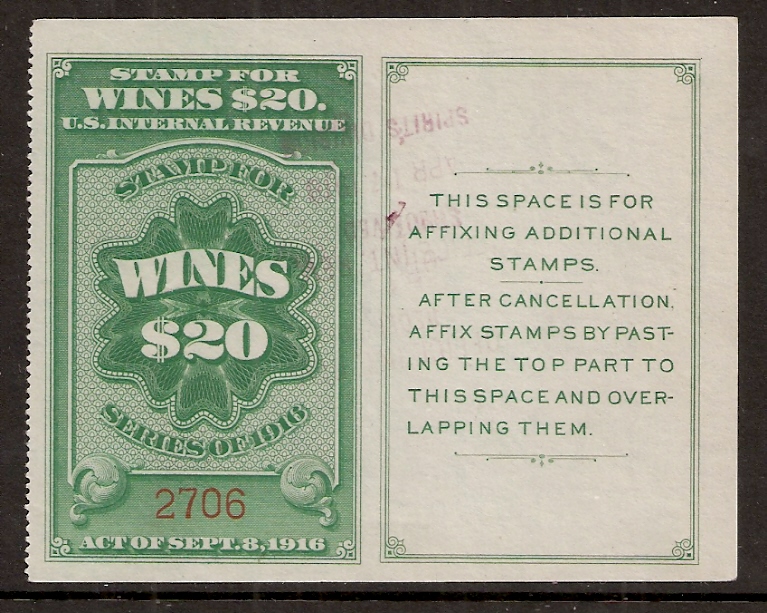 STAMP FOR
WINES $20.
U.S. INTERNAL REVENUE
STAMP FOR
WINES
$20
SERIES OF 1916
2706
ACT OF SEPT. 8, 1916
THIS SPACE IS FOR
AFFIXING ADDITIONAL
STAMPS.
AFTER CANCELLATION,
AFFIX STAMPS BY PAST-
ING THE TOP PART TO
THIS SPACE AND OVER-
LAPPING THEM.
SPIRITS
APR